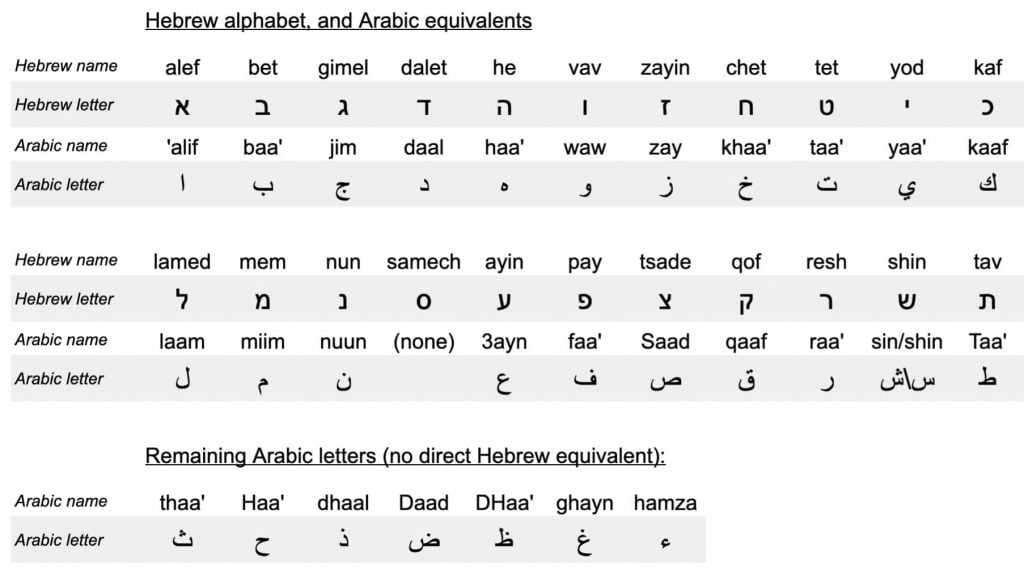 Hebrew alphabet, and Arabic equivalents
Hebrew name alef bet gimel dalet he vav zayin chet tet yod kaf
Hebrew letter א ב ג ד ה ו ז ח ט י כ
Arabic name 'alif baa' jim daal haa' waw zay khaa' taa' yaa' kaaf
Arabic letter ا ب ج د ه و ز خ ت ي ك
Hebrew name lamed mem nun samech ayin pay tsade qof resh shin tav
Hebrew letter ל מ נ ס ע פ צ ק ר ש ת
Arabic name laam miim nuun (none) 3ayn faa' Saad qaaf raa' sin/shin Taa'
Arabic letter ل م ن ع ف ص ق ر س\ش ط
Remaining Arabic letters (no direct Hebrew equivalent):
Arabic name thaa' Haa' dhaal Daad DHaa' ghayn hamza
Arabic letter ث ح ذ ض ظ غ ء